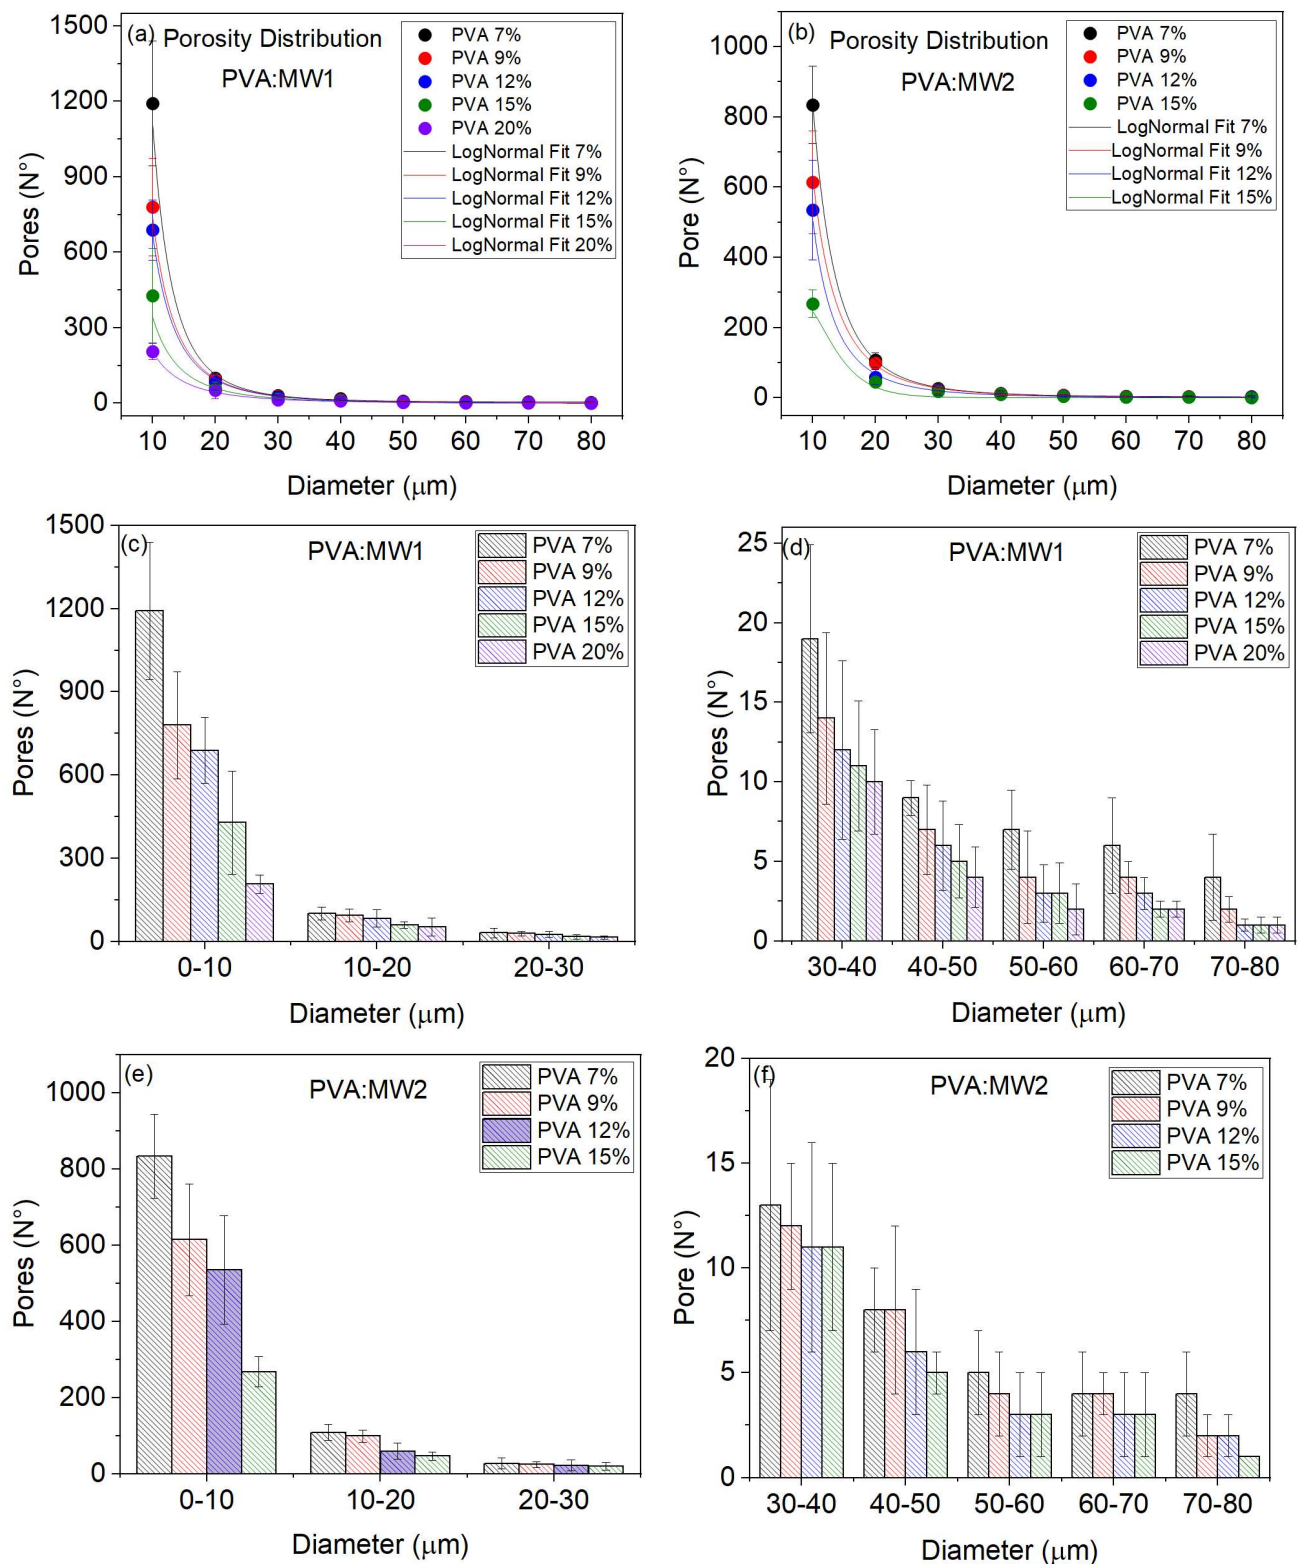 (a)
Porosity Distribution
PVA:MW1
PVA 7%
PVA 9%
PVA 12%
PVA 15%
PVA 20%
LogNormal Fit 7%
LogNormal Fit 9%
LogNormal Fit 12%
LogNormal Fit 15%
LogNormal Fit 20%
Pores (N°)
1500
1200
900
600
300
0
10 20 30 40 50 60 70 80
Diameter (μm)
(b)
Porosity Distribution
PVA:MW2
PVA 7%
PVA 9%
PVA 12%
PVA 15%
LogNormal Fit 7%
LogNormal Fit 9%
LogNormal Fit 12%
LogNormal Fit 15%
Pore (N°)
1000
800
600
400
200
0
10 20 30 40 50 60 70 80
Diameter (μm)
(c)
PVA:MW1
PVA 7%
PVA 9%
PVA 12%
PVA 15%
PVA 20%
Pores (N°)
1500
1200
900
600
300
0
0-10 10-20 20-30
Diameter (μm)
(d)
PVA:MW1
PVA 7%
PVA 9%
PVA 12%
PVA 15%
PVA 20%
Pores (N°)
25
20
15
10
5
0
30-40 40-50 50-60 60-70 70-80
Diameter (μm)
(e)
PVA:MW2
PVA 7%
PVA 9%
PVA 12%
PVA 15%
Pores (N°)
1000
800
600
400
200
0
0-10 10-20 20-30
Diameter (μm)
(f)
PVA:MW2
PVA 7%
PVA 9%
PVA 12%
PVA 15%
Pore (N°)
20
15
10
5
0
30-40 40-50 50-60 60-70 70-80
Diameter (μm)